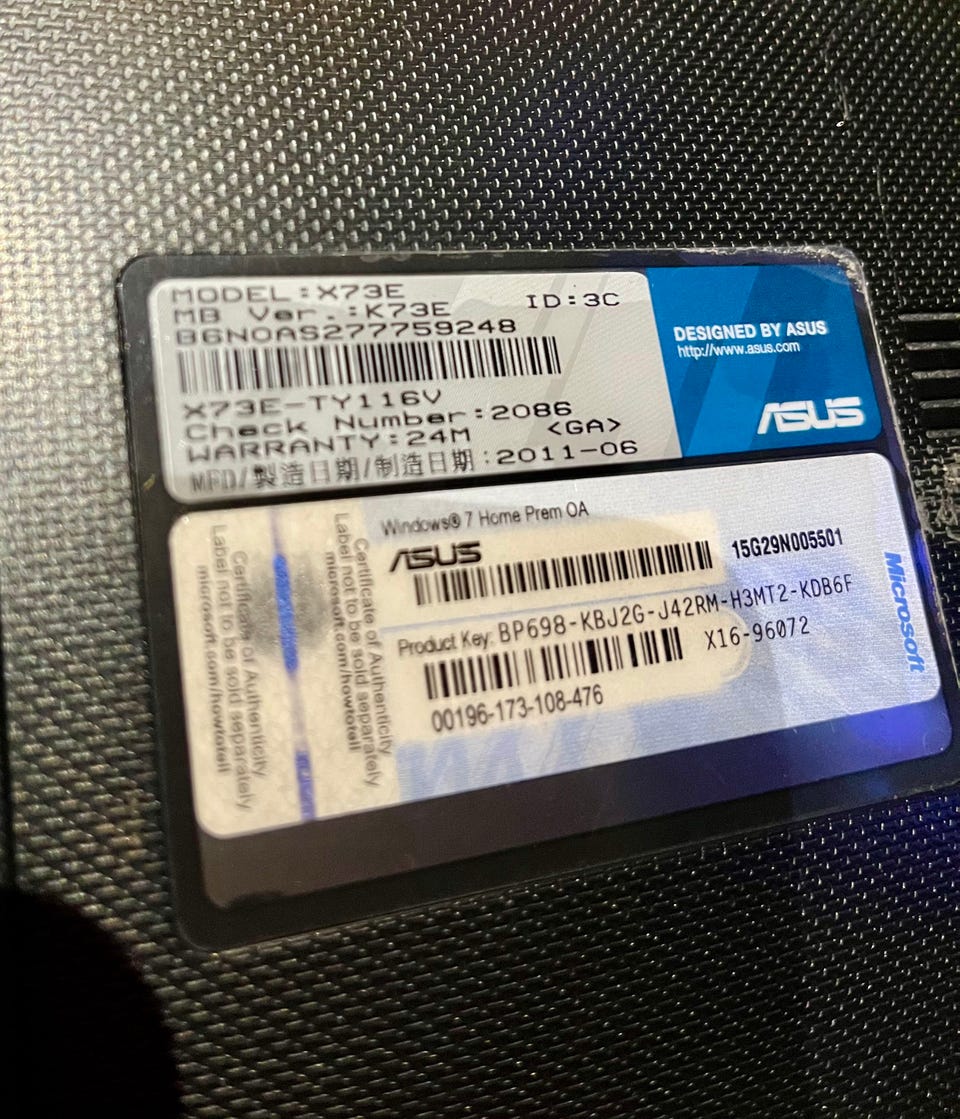 MODEL:X73E ID:3C
MB Ver.:K73E
B6N0AS277759248
X73E-TY116V
Check Number:2086
WARRANTY:24M <GA>
MFD/製造日期/制造日期:2011-06
DESIGNED BY ASUS
http://www.asus.com
ASUS
Windows® 7 Home Prem OA
ASUS
15G29N005501
Product Key: BP698-KBJ2G-J42RM-H3MT2-KDB6F
X16-96072
00196-173-108-476
Microsoft
Certificate of Authenticity
Label not to be sold separately
microsoft.com/howtotell
Certificate of Authenticity
Label not to be sold separately.
microsoft.com/howtotell